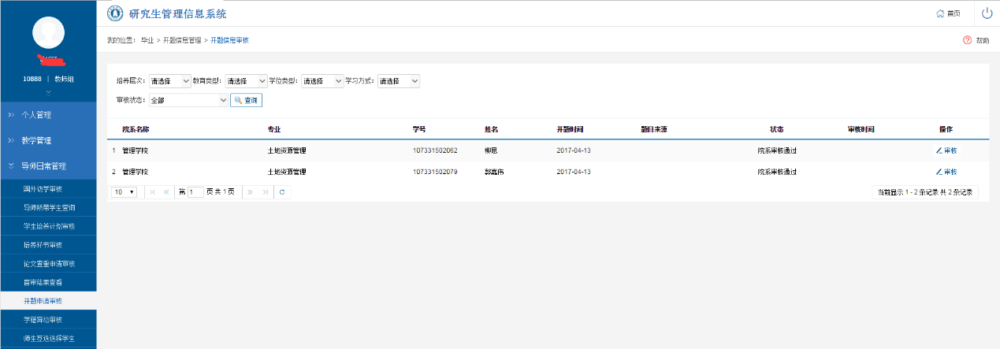 研究生管理信息系统
首页
我的位置： 毕业 > 开题信息管理 > 开题信息审核
帮助
10888 | 教师组
个人管理
教学管理
导师日常管理
国外访学审核
导师所带学生查询
学生培养计划审核
培养环节审核
论文查重申请审核
盲审结果查看
开题申请审核
学籍异动审核
师生互选选择学生
培养层次： 请选择 教育类型： 请选择 学位类型： 请选择 学习方式： 请选择
审核状态： 全部 查询
院系名称 专业 学号 姓名 开题时间 题目来源 状态 审核时间 操作
1 管理学院 土地资源管理 107331502062 柳思 2017-04-13 院系审核通过 审核
2 管理学院 土地资源管理 107331502079 郭嘉伟 2017-04-13 院系审核通过 审核
10 第 1 页 共 1 页 当前显示 1 - 2 条记录 共 2 条记录